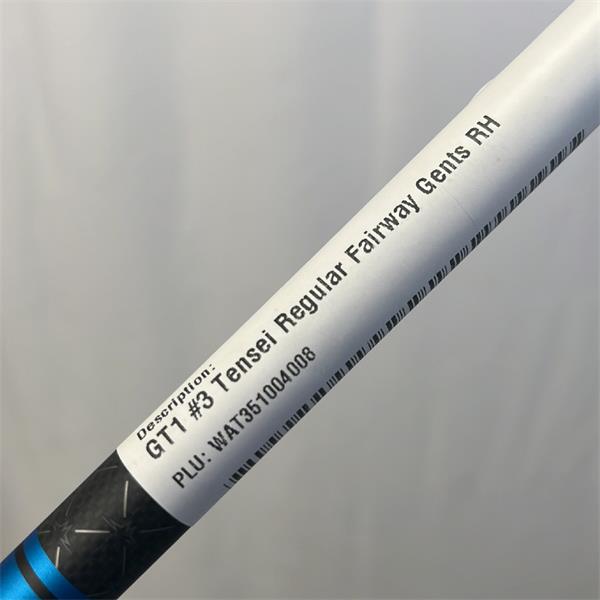 Description:
GT1 #3 Tensei Regular Fairway Gents RH
PLU: WAT351004008